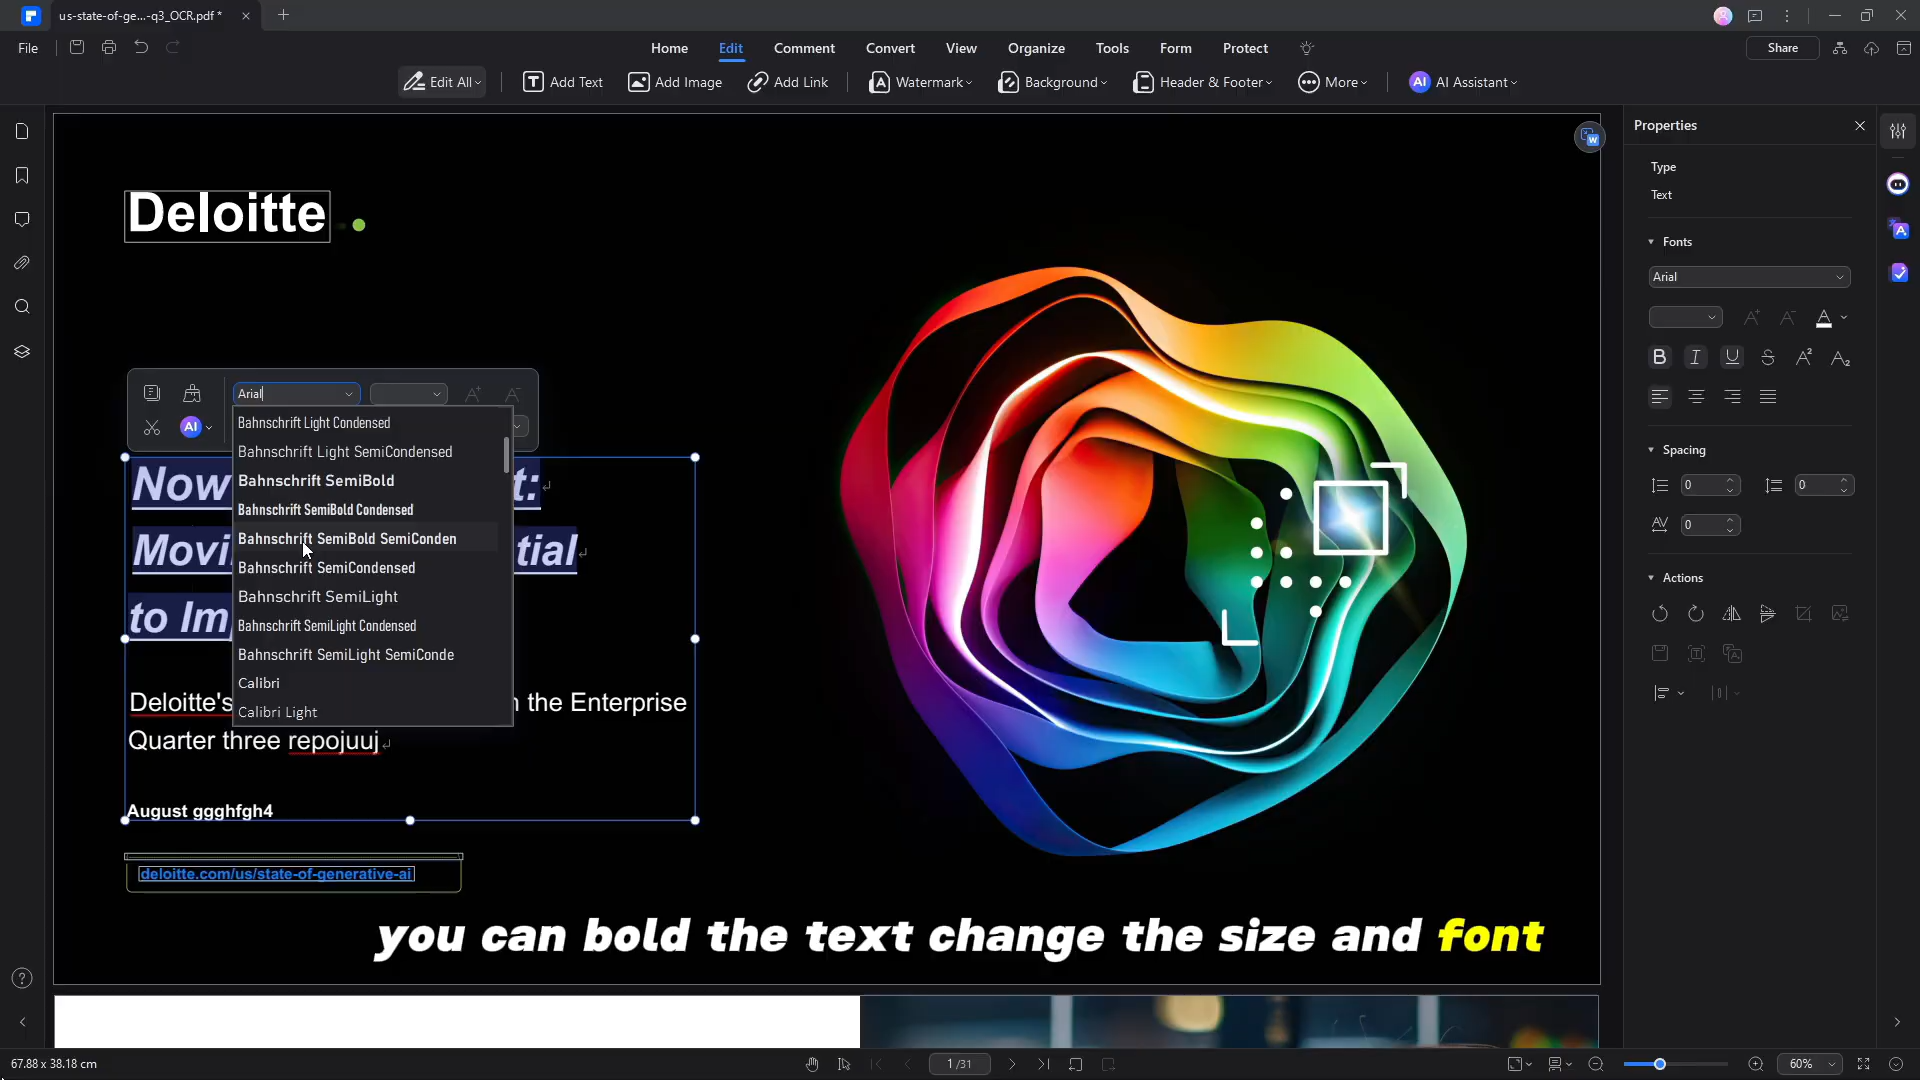 us-state-of-ge...-q3_OCR.pdf *
File
Home
Edit
Comment
Convert
View
Organize
Tools
Form
Protect
Share
Edit All
Add Text
Add Image
Add Link
Watermark
Background
Header & Footer
More
AI
AI Assistant
Deloitte
Arial
AI
Bahnschrift Light Condensed
Bahnschrift Light SemiCondensed
Bahnschrift SemiBold
Bahnschrift SemiBold Condensed
Bahnschrift SemiBold SemiConden
Bahnschrift SemiCondensed
Bahnschrift SemiLight
Bahnschrift SemiLight Condensed
Bahnschrift SemiLight SemiConde
Calibri
Calibri Light
Now t:
Movi tial
to Im
Deloitte's the Enterprise
Quarter three repojuuj
August ggghfgh4
deloitte.com/us/state-of-generative-ai
you can bold the text change the size and font
Properties
Type
Text
Fonts
Arial
Spacing
0 0
0
Actions
67.88 x 38.18 cm
1 /31
60%